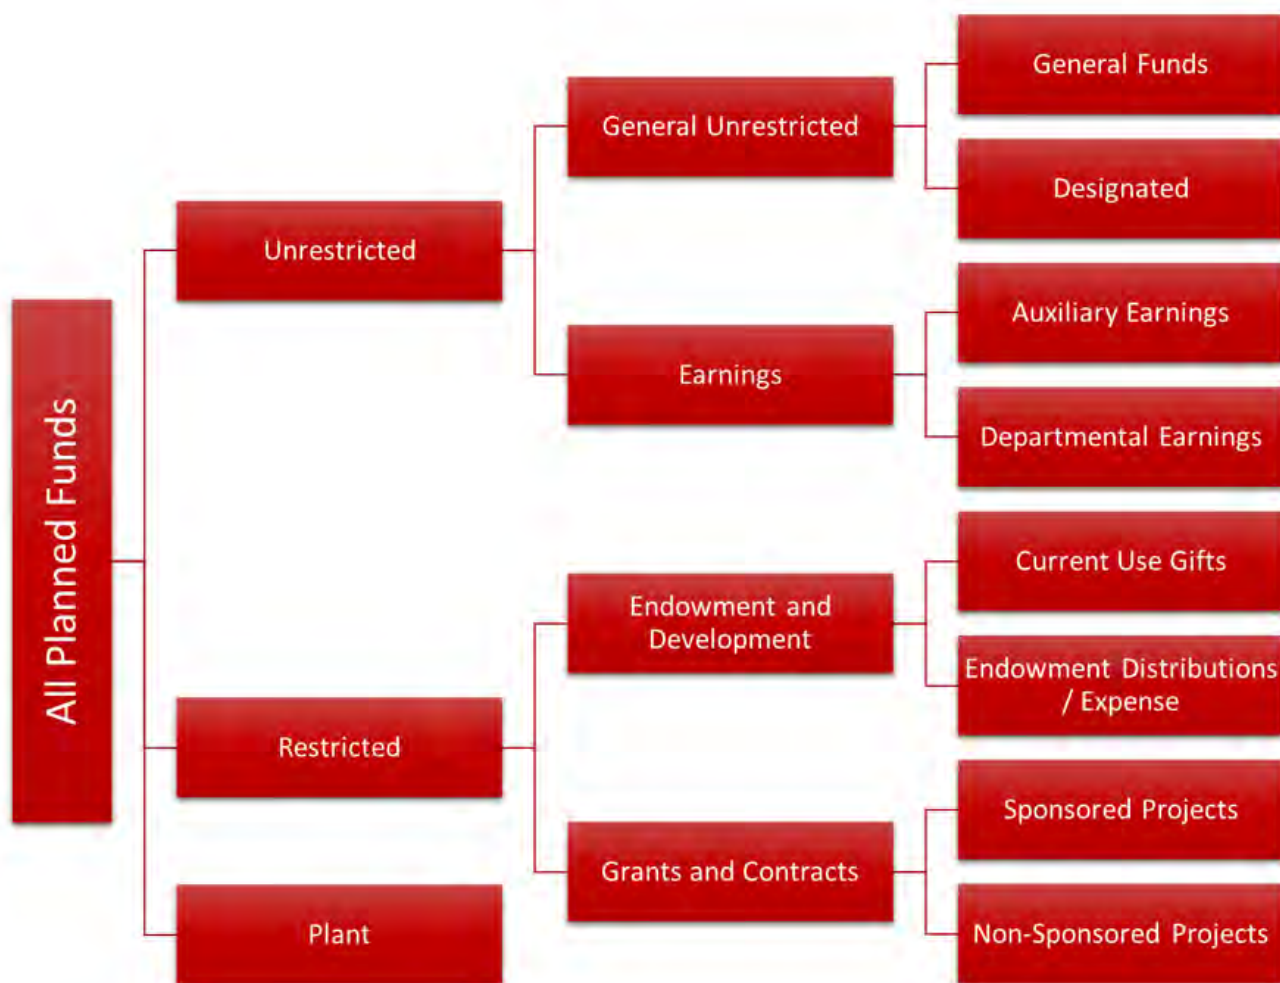 All Planned Funds
Unrestricted
General Unrestricted
General Funds
Designated
Earnings
Auxiliary Earnings
Departmental Earnings
Restricted
Endowment and
Development
Current Use Gifts
Endowment Distributions
/ Expense
Grants and Contracts
Sponsored Projects
Non-Sponsored Projects
Plant